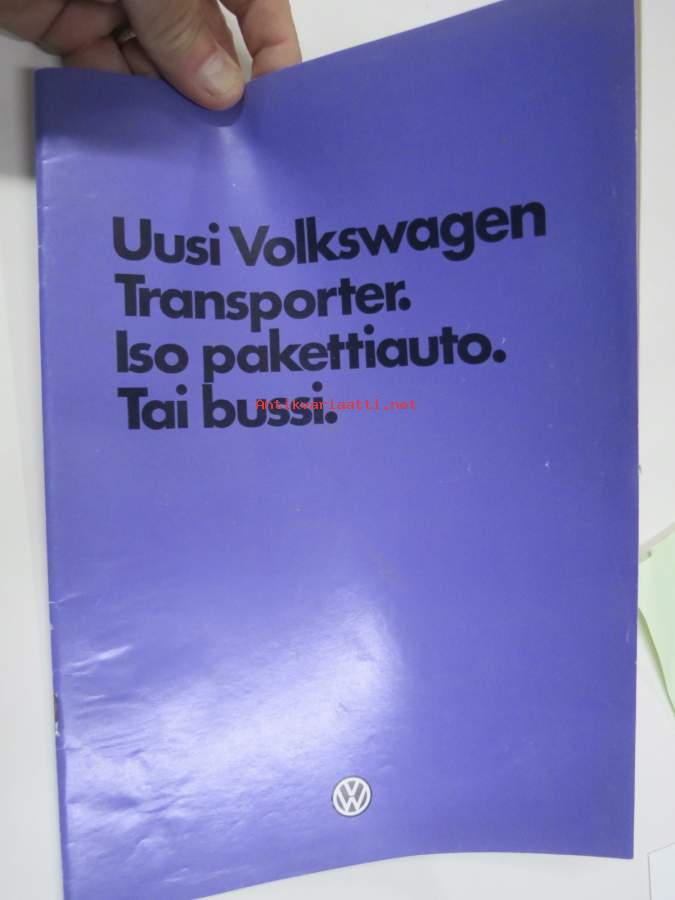 Uusi Volkswagen
Transporter.
Iso pakettiauto.
Tai bussi.
Antikvariaatti.net
VW